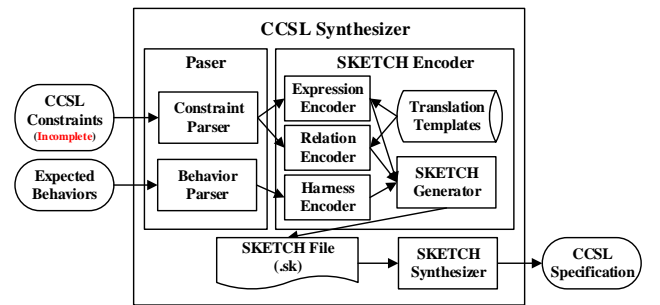 CCSL Synthesizer
Paser
SKETCH Encoder
CCSL
Constraints
(Incomplete)
Constraint
Parser
Expression
Encoder
Translation
Templates
Relation
Encoder
Expected
Behaviors
Behavior
Parser
Harness
Encoder
SKETCH
Generator
SKETCH File
(.sk)
SKETCH
Synthesizer
CCSL
Specification